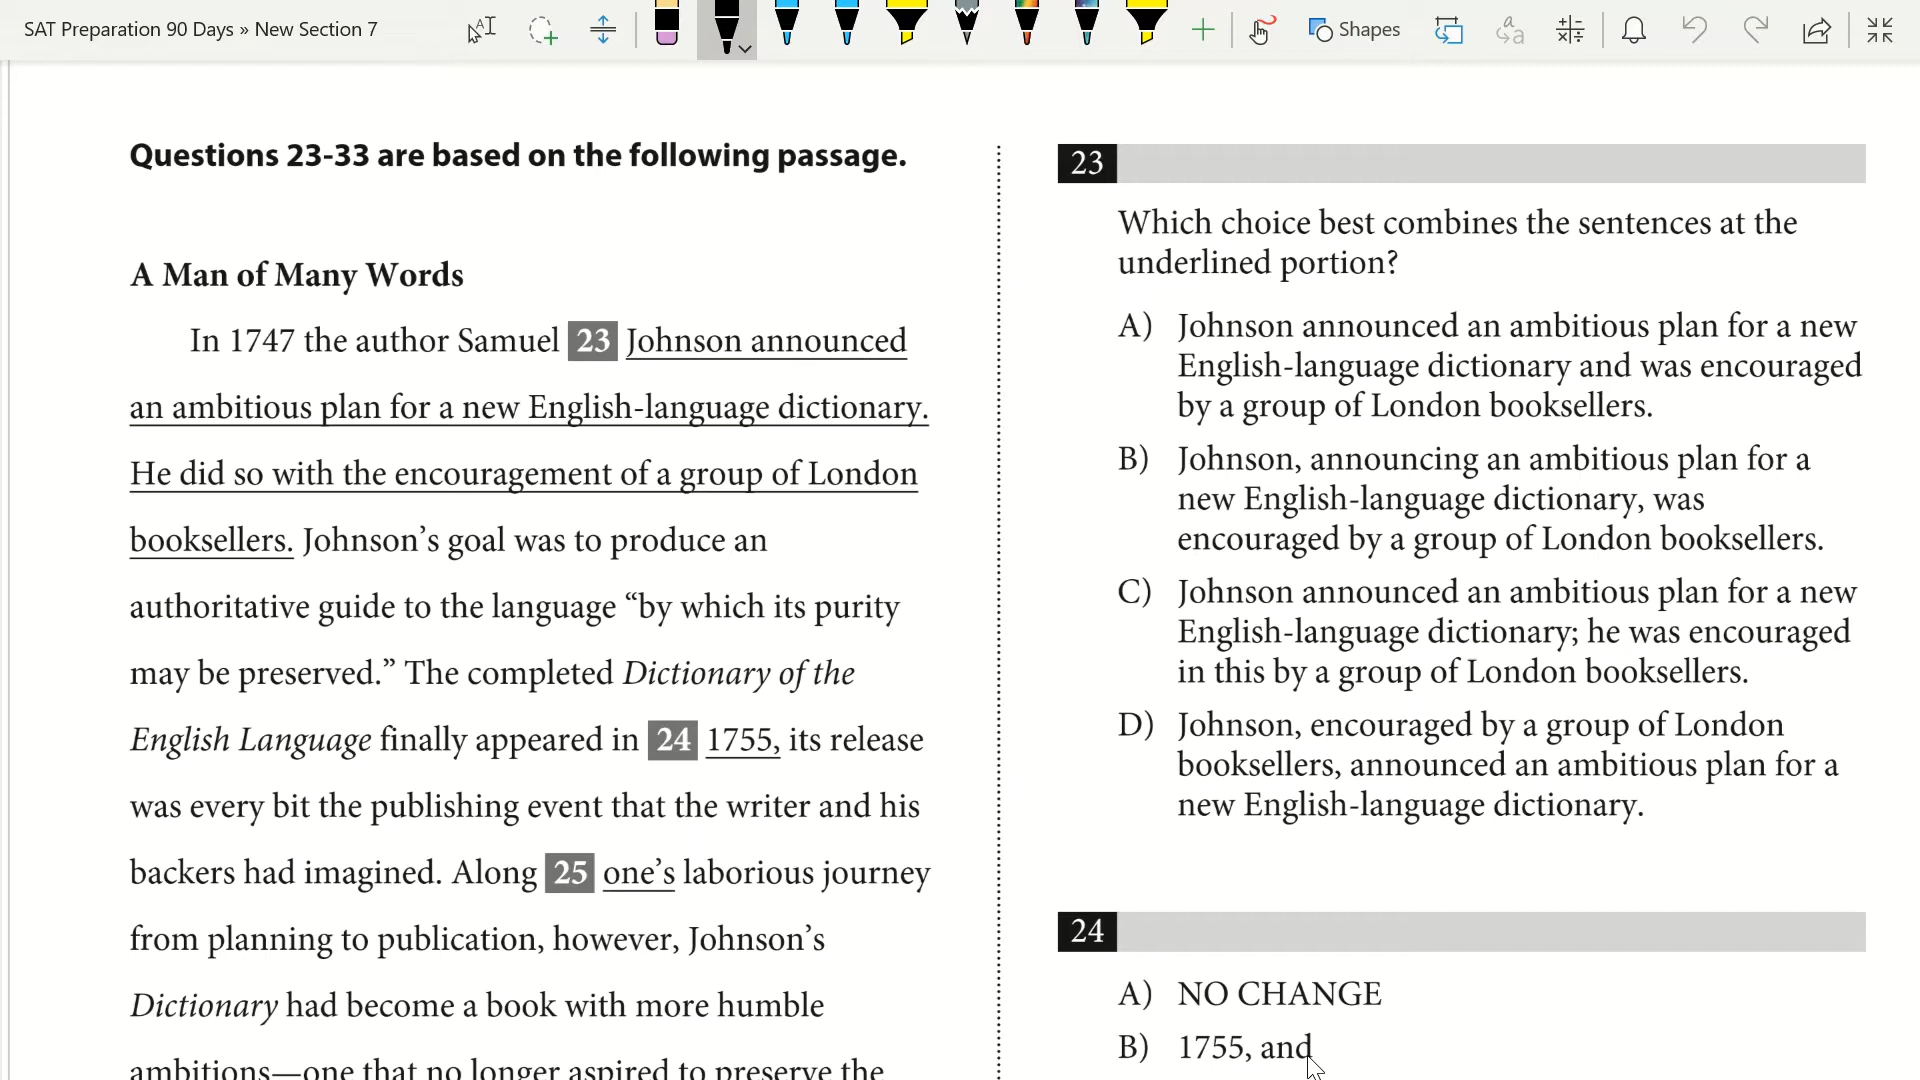 SAT Preparation 90 Days » New Section 7
Shapes
Questions 23-33 are based on the following passage.
A Man of Many Words
In 1747 the author Samuel 23 Johnson announced
an ambitious plan for a new English-language dictionary.
He did so with the encouragement of a group of London
booksellers. Johnson’s goal was to produce an
authoritative guide to the language “by which its purity
may be preserved.” The completed Dictionary of the
English Language finally appeared in 24 1755, its release
was every bit the publishing event that the writer and his
backers had imagined. Along 25 one’s laborious journey
from planning to publication, however, Johnson’s
Dictionary had become a book with more humble
ambitions—one that no longer aspired to preserve the
23
Which choice best combines the sentences at the
underlined portion?
A) Johnson announced an ambitious plan for a new
English-language dictionary and was encouraged
by a group of London booksellers.
B) Johnson, announcing an ambitious plan for a
new English-language dictionary, was
encouraged by a group of London booksellers.
C) Johnson announced an ambitious plan for a new
English-language dictionary; he was encouraged
in this by a group of London booksellers.
D) Johnson, encouraged by a group of London
booksellers, announced an ambitious plan for a
new English-language dictionary.
24
A) NO CHANGE
B) 1755, and